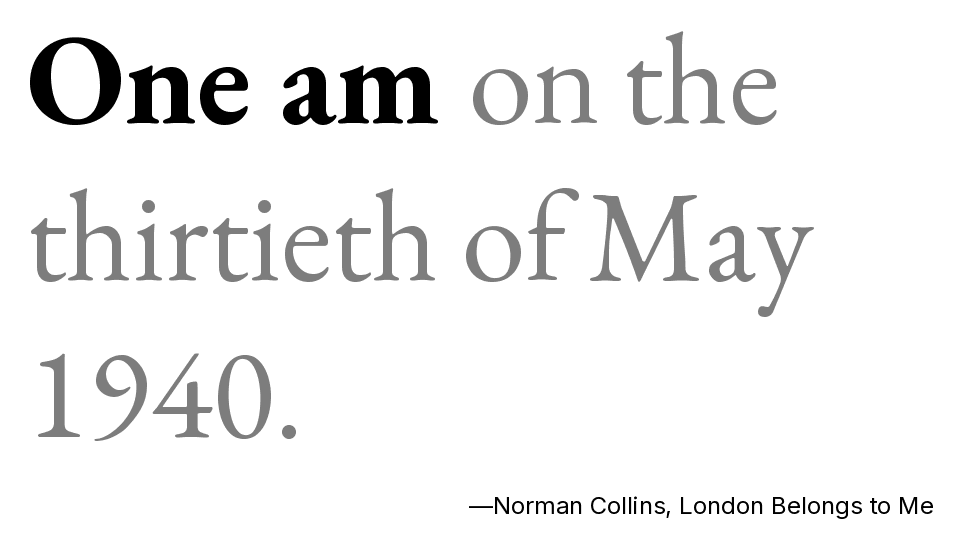 One am on the
thirtieth of May
1940.
—Norman Collins, London Belongs to Me